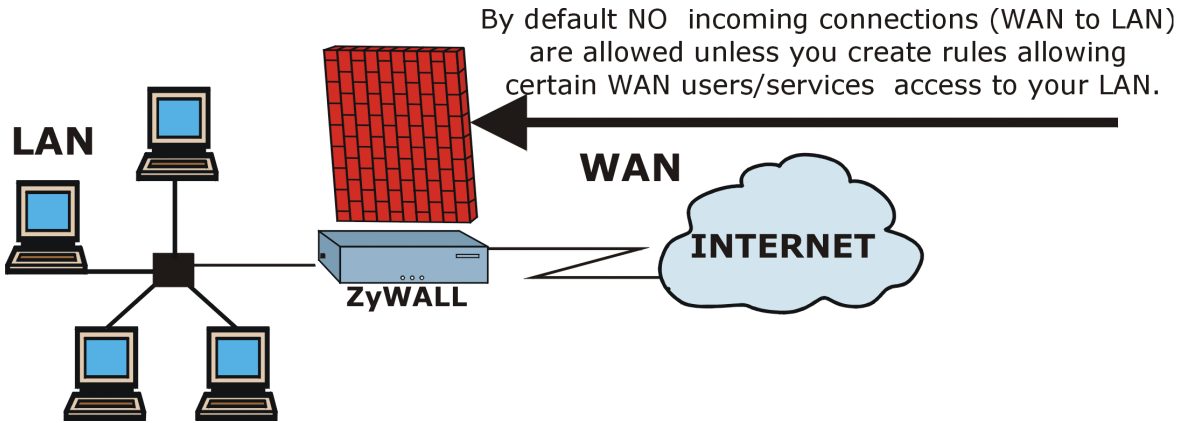 By default NO incoming connections (WAN to LAN)
are allowed unless you create rules allowing
certain WAN users/services access to your LAN.
LAN
WAN
INTERNET
ZyWALL